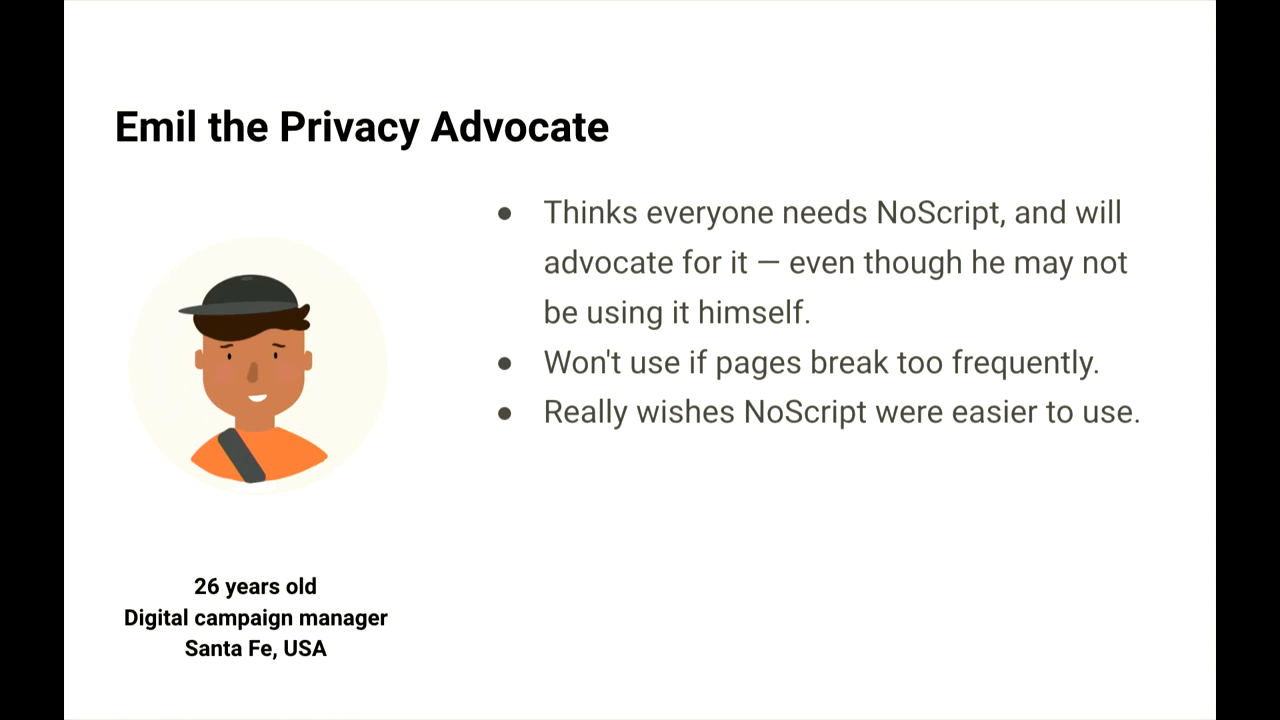 Emil the Privacy Advocate
● Thinks everyone needs NoScript, and will
advocate for it — even though he may not
be using it himself.
● Won't use if pages break too frequently.
● Really wishes NoScript were easier to use.
26 years old
Digital campaign manager
Santa Fe, USA